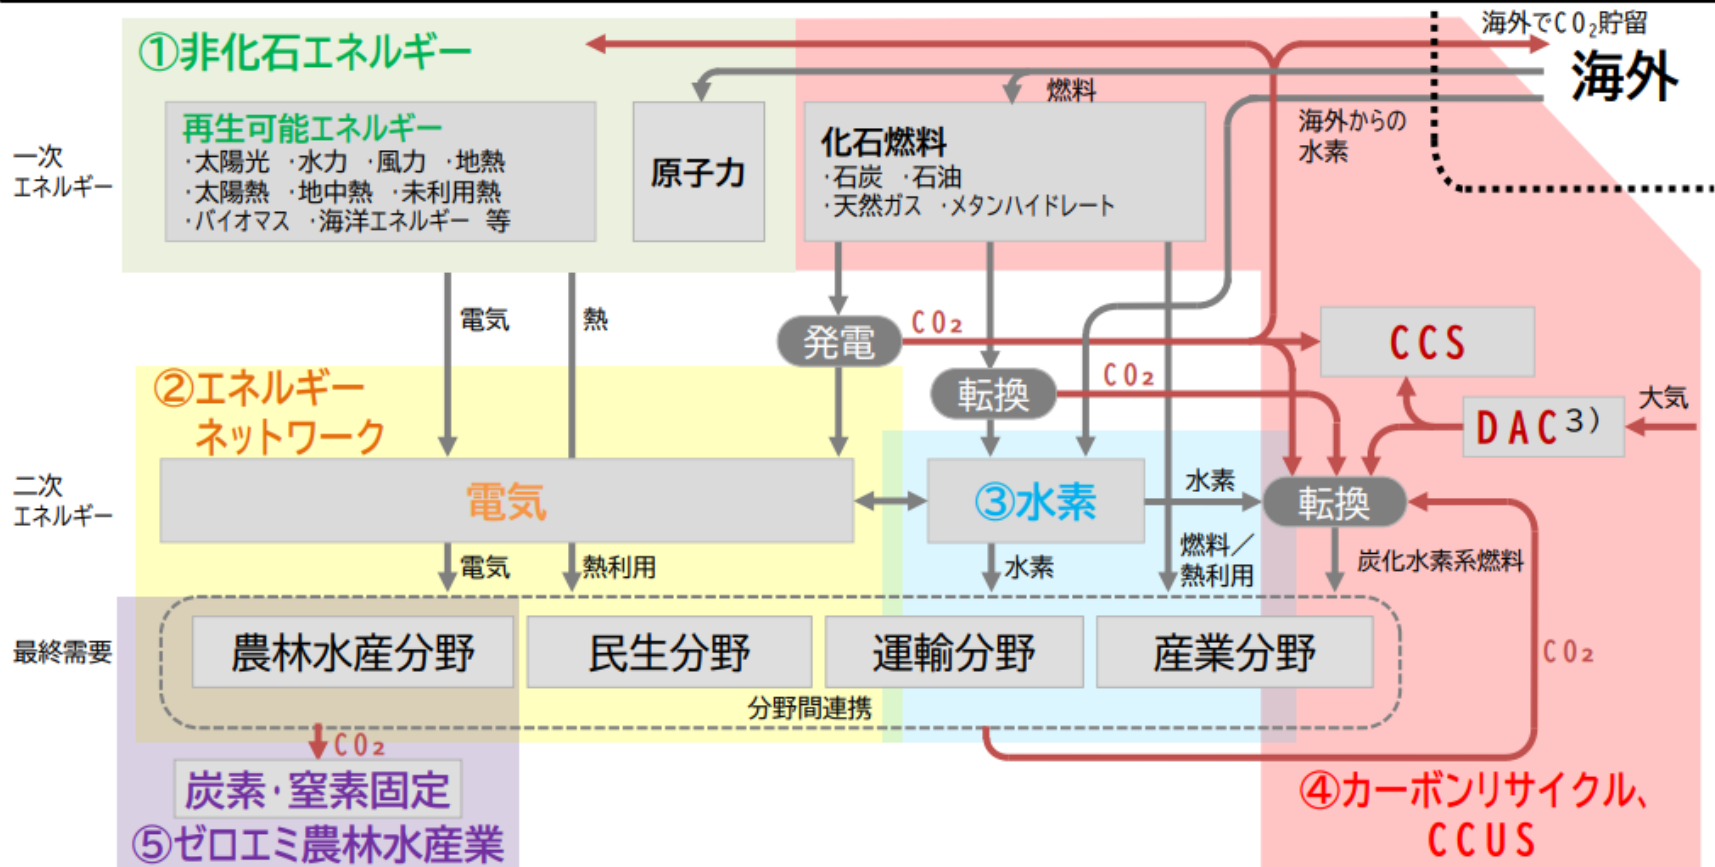 海外でCO₂貯留
①非化石エネルギー
海外
燃料
海外からの
水素
一次
エネルギー
再生可能エネルギー
・太陽光 ・水力 ・風力 ・地熱
・太陽熱 ・地中熱 ・未利用熱
・バイオマス ・海洋エネルギー 等
原子力
化石燃料
・石炭 ・石油
・天然ガス ・メタンハイドレート
電気
熱
発電
CO₂
CCS
②エネルギー
ネットワーク
転換
CO₂
大気
DAC3)
二次
エネルギー
電気
③水素
水素
転換
電気
熱利用
水素
燃料／
熱利用
炭化水素系燃料
最終需要
農林水産分野
民生分野
運輸分野
産業分野
CO₂
分野間連携
CO₂
炭素・窒素固定
⑤ゼロエミ農林水産業
④カーボンリサイクル、
CCUS